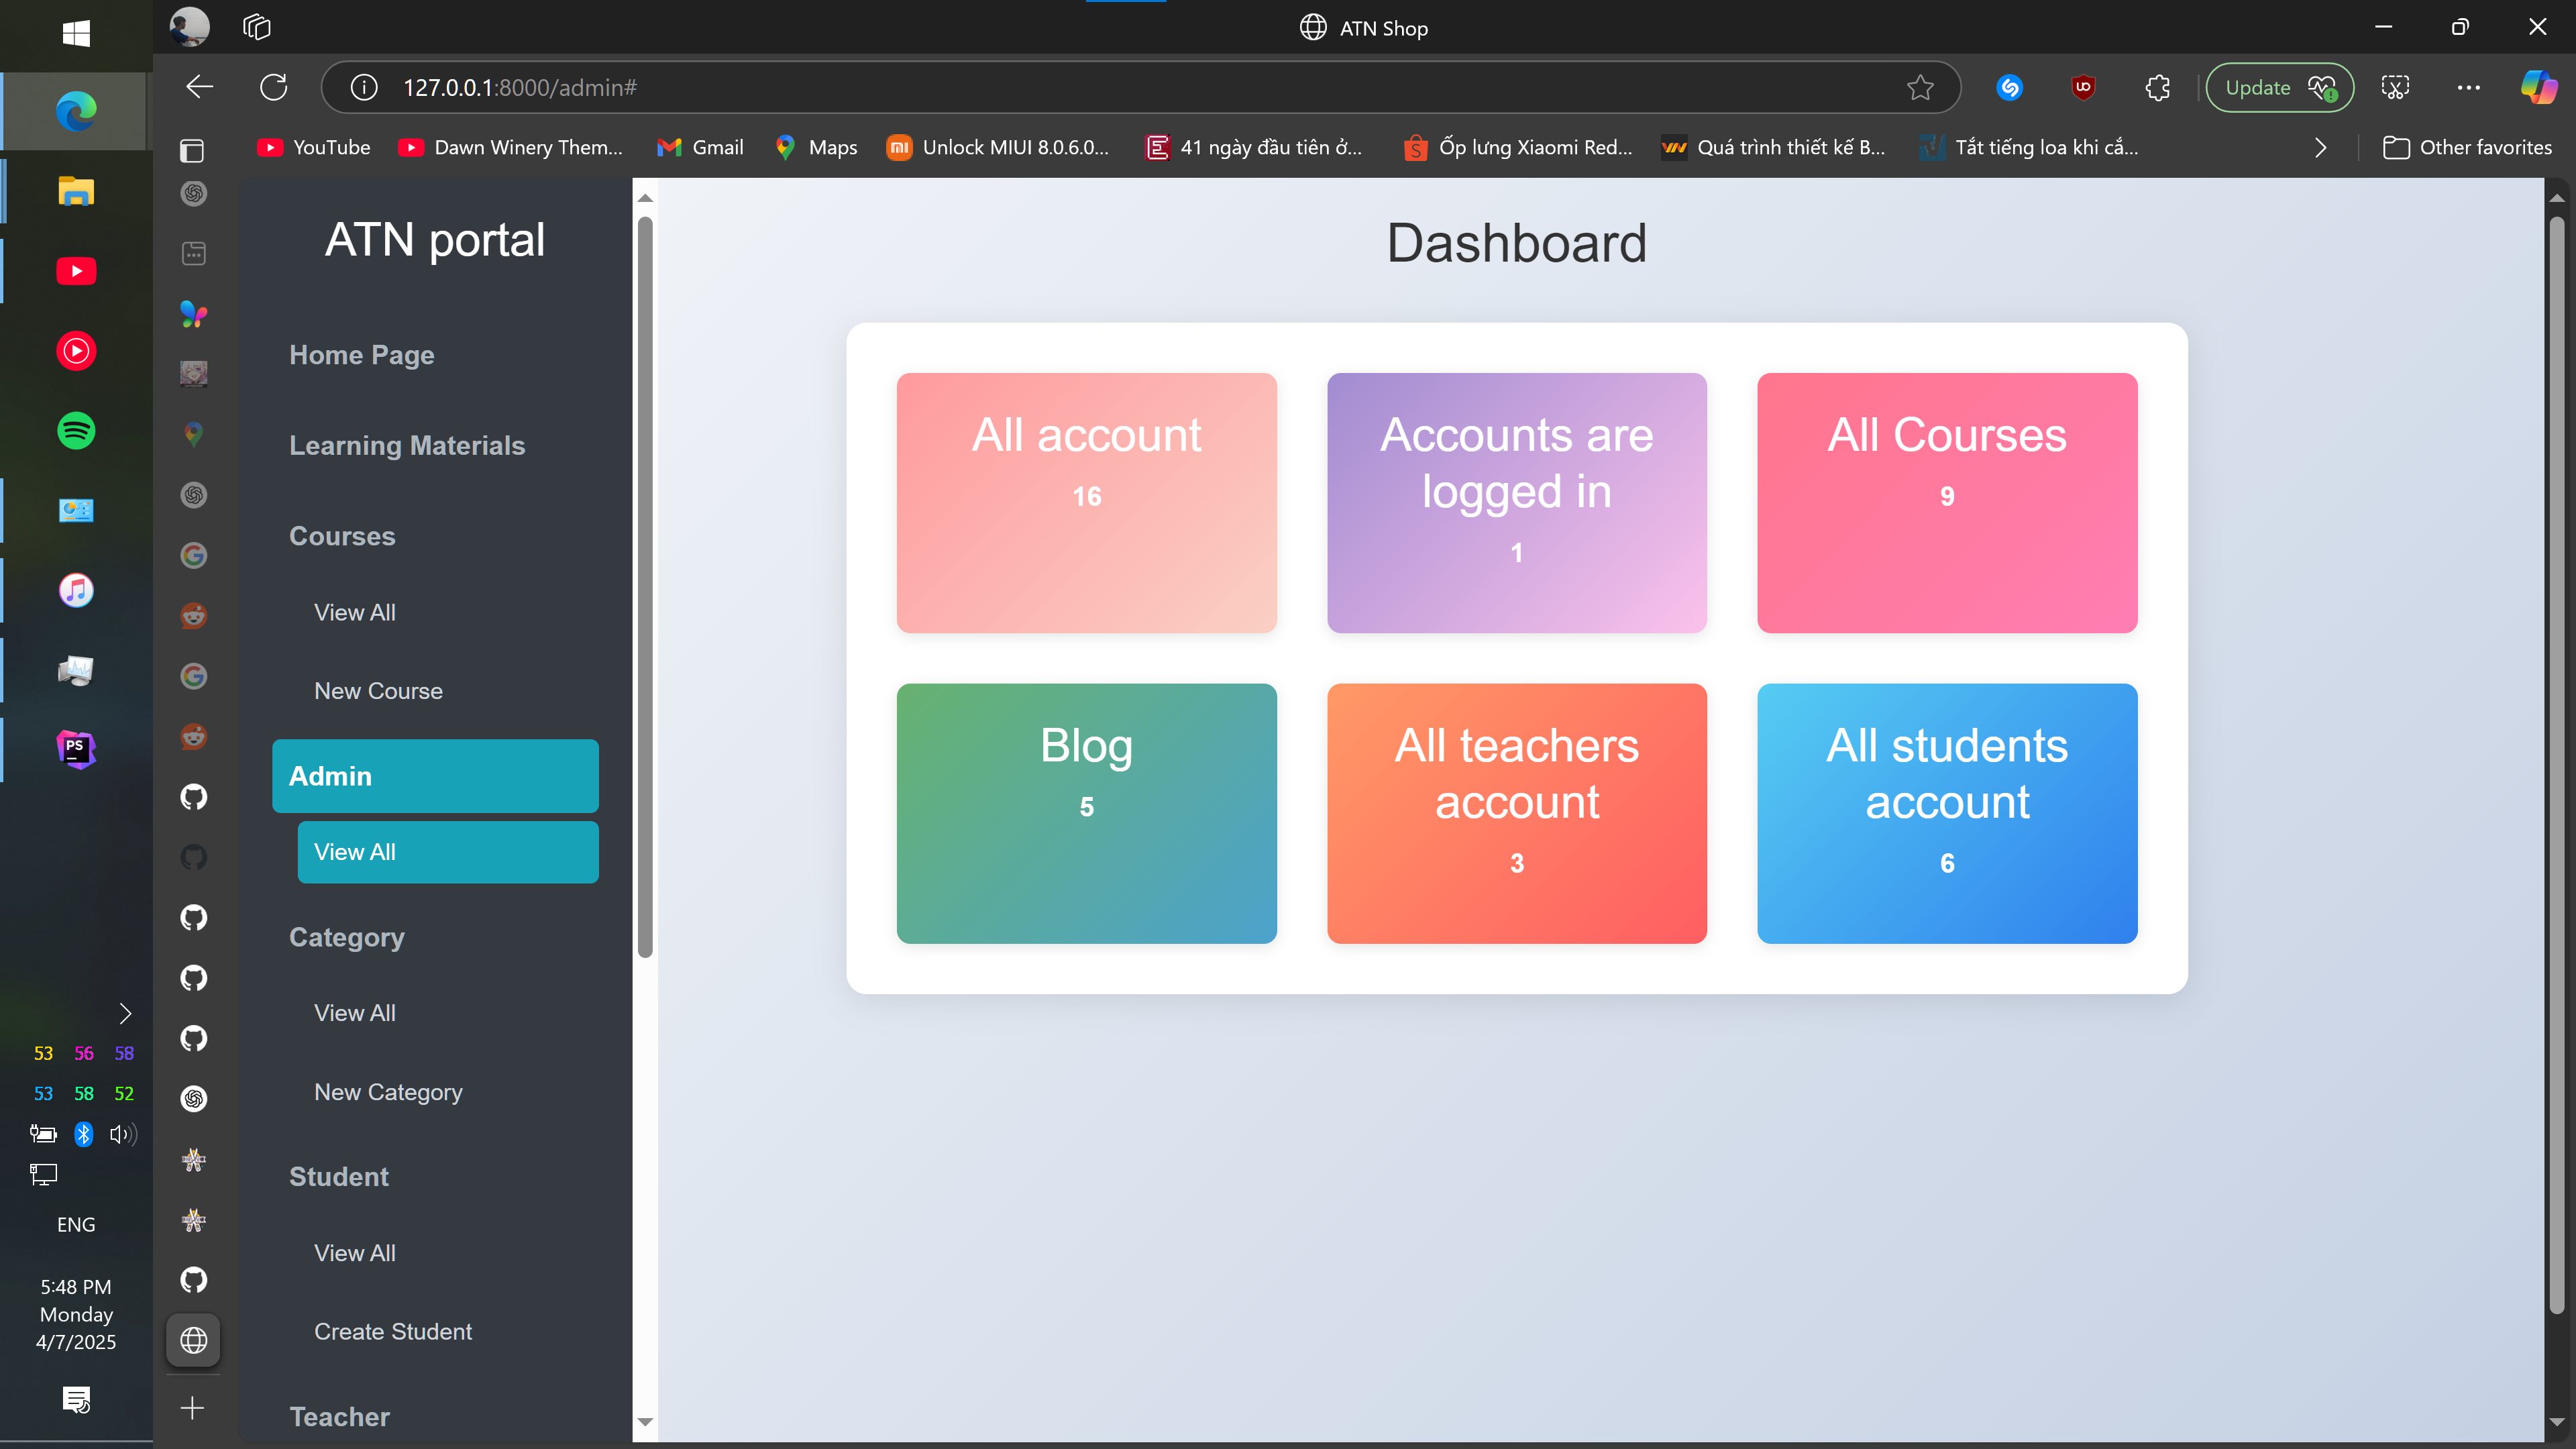 ATN Shop
127.0.0.1:8000/admin#
Update
YouTube
Dawn Winery Them...
Gmail
Maps
Unlock MIUI 8.0.6.0...
41 ngày đầu tiên ở...
Ốp lưng Xiaomi Red...
Quá trình thiết kế B...
Tắt tiếng loa khi cắ...
Other favorites
ATN portal
Home Page
Learning Materials
Courses
View All
New Course
Admin
View All
Category
View All
New Category
Student
View All
Create Student
Teacher
Dashboard
All account
16
Accounts are
logged in
1
All Courses
9
Blog
5
All teachers
account
3
All students
account
6
PS
53 56 58
53 58 52
ENG
5:48 PM
Monday
4/7/2025